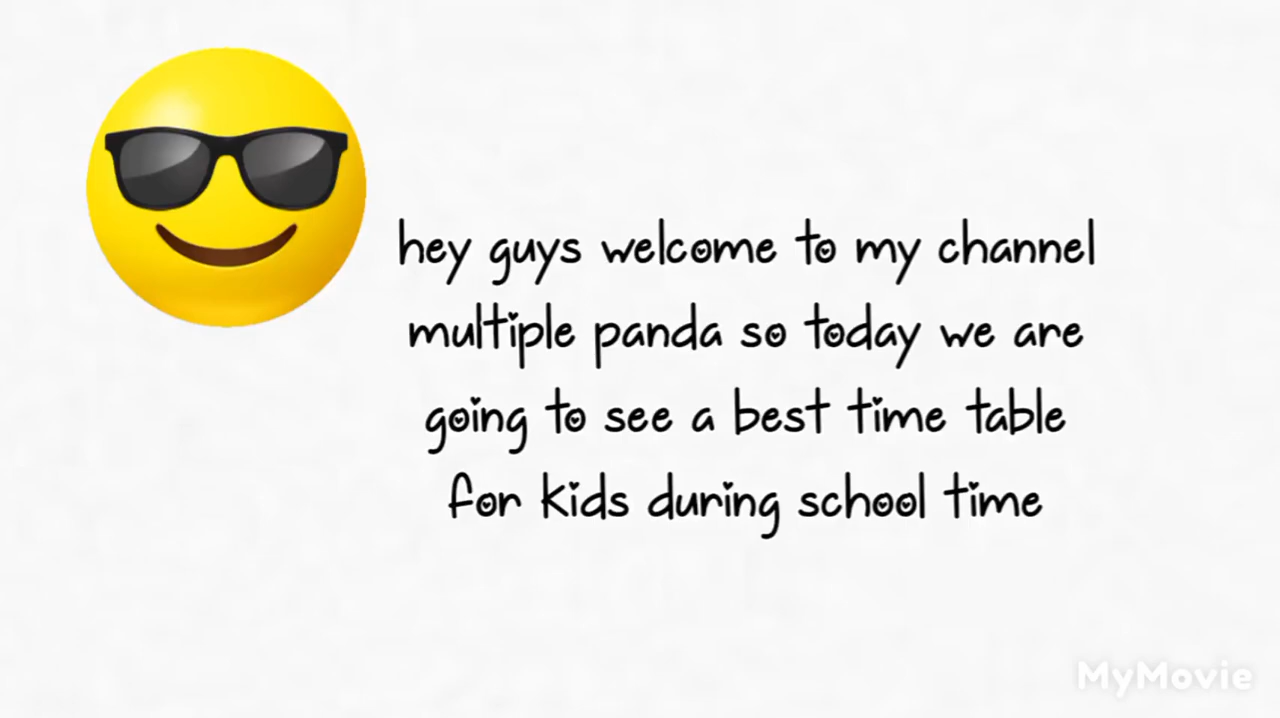 hey guys welcome to my channel
multiple panda so today we are
going to see a best time table
for kids during school time
MyMovie